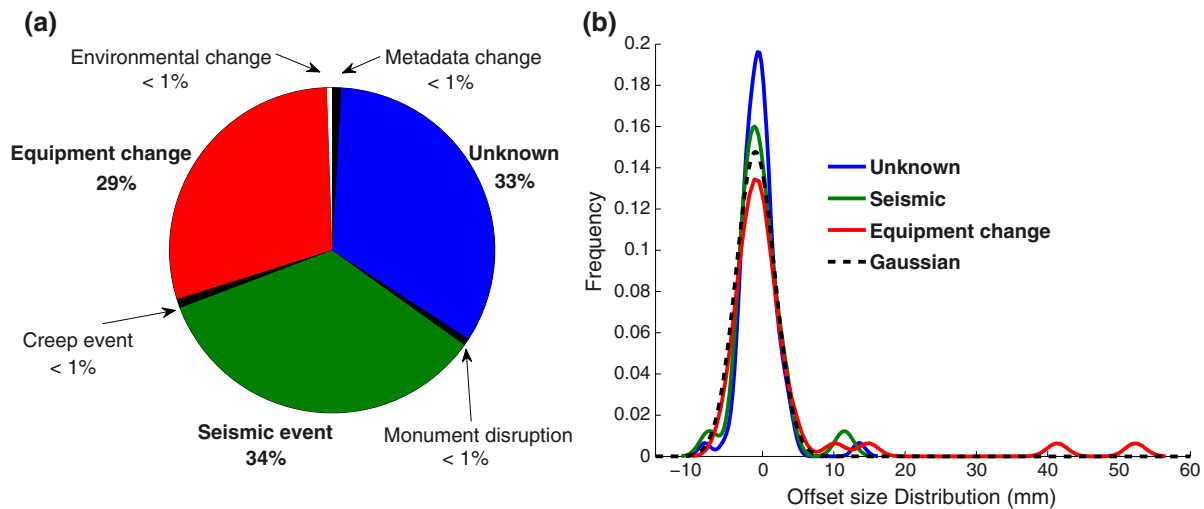 (a)
Environmental change
< 1%
Metadata change
< 1%
Equipment change
29%
Unknown
33%
Creep event
< 1%
Seismic event
34%
Monument disruption
< 1%
(b)
0.2
0.18
0.16
0.14
0.12
0.1
0.08
0.06
0.04
0.02
0
Frequency
Unknown
Seismic
Equipment change
Gaussian
−10 0 10 20 30 40 50 60
Offset size Distribution (mm)